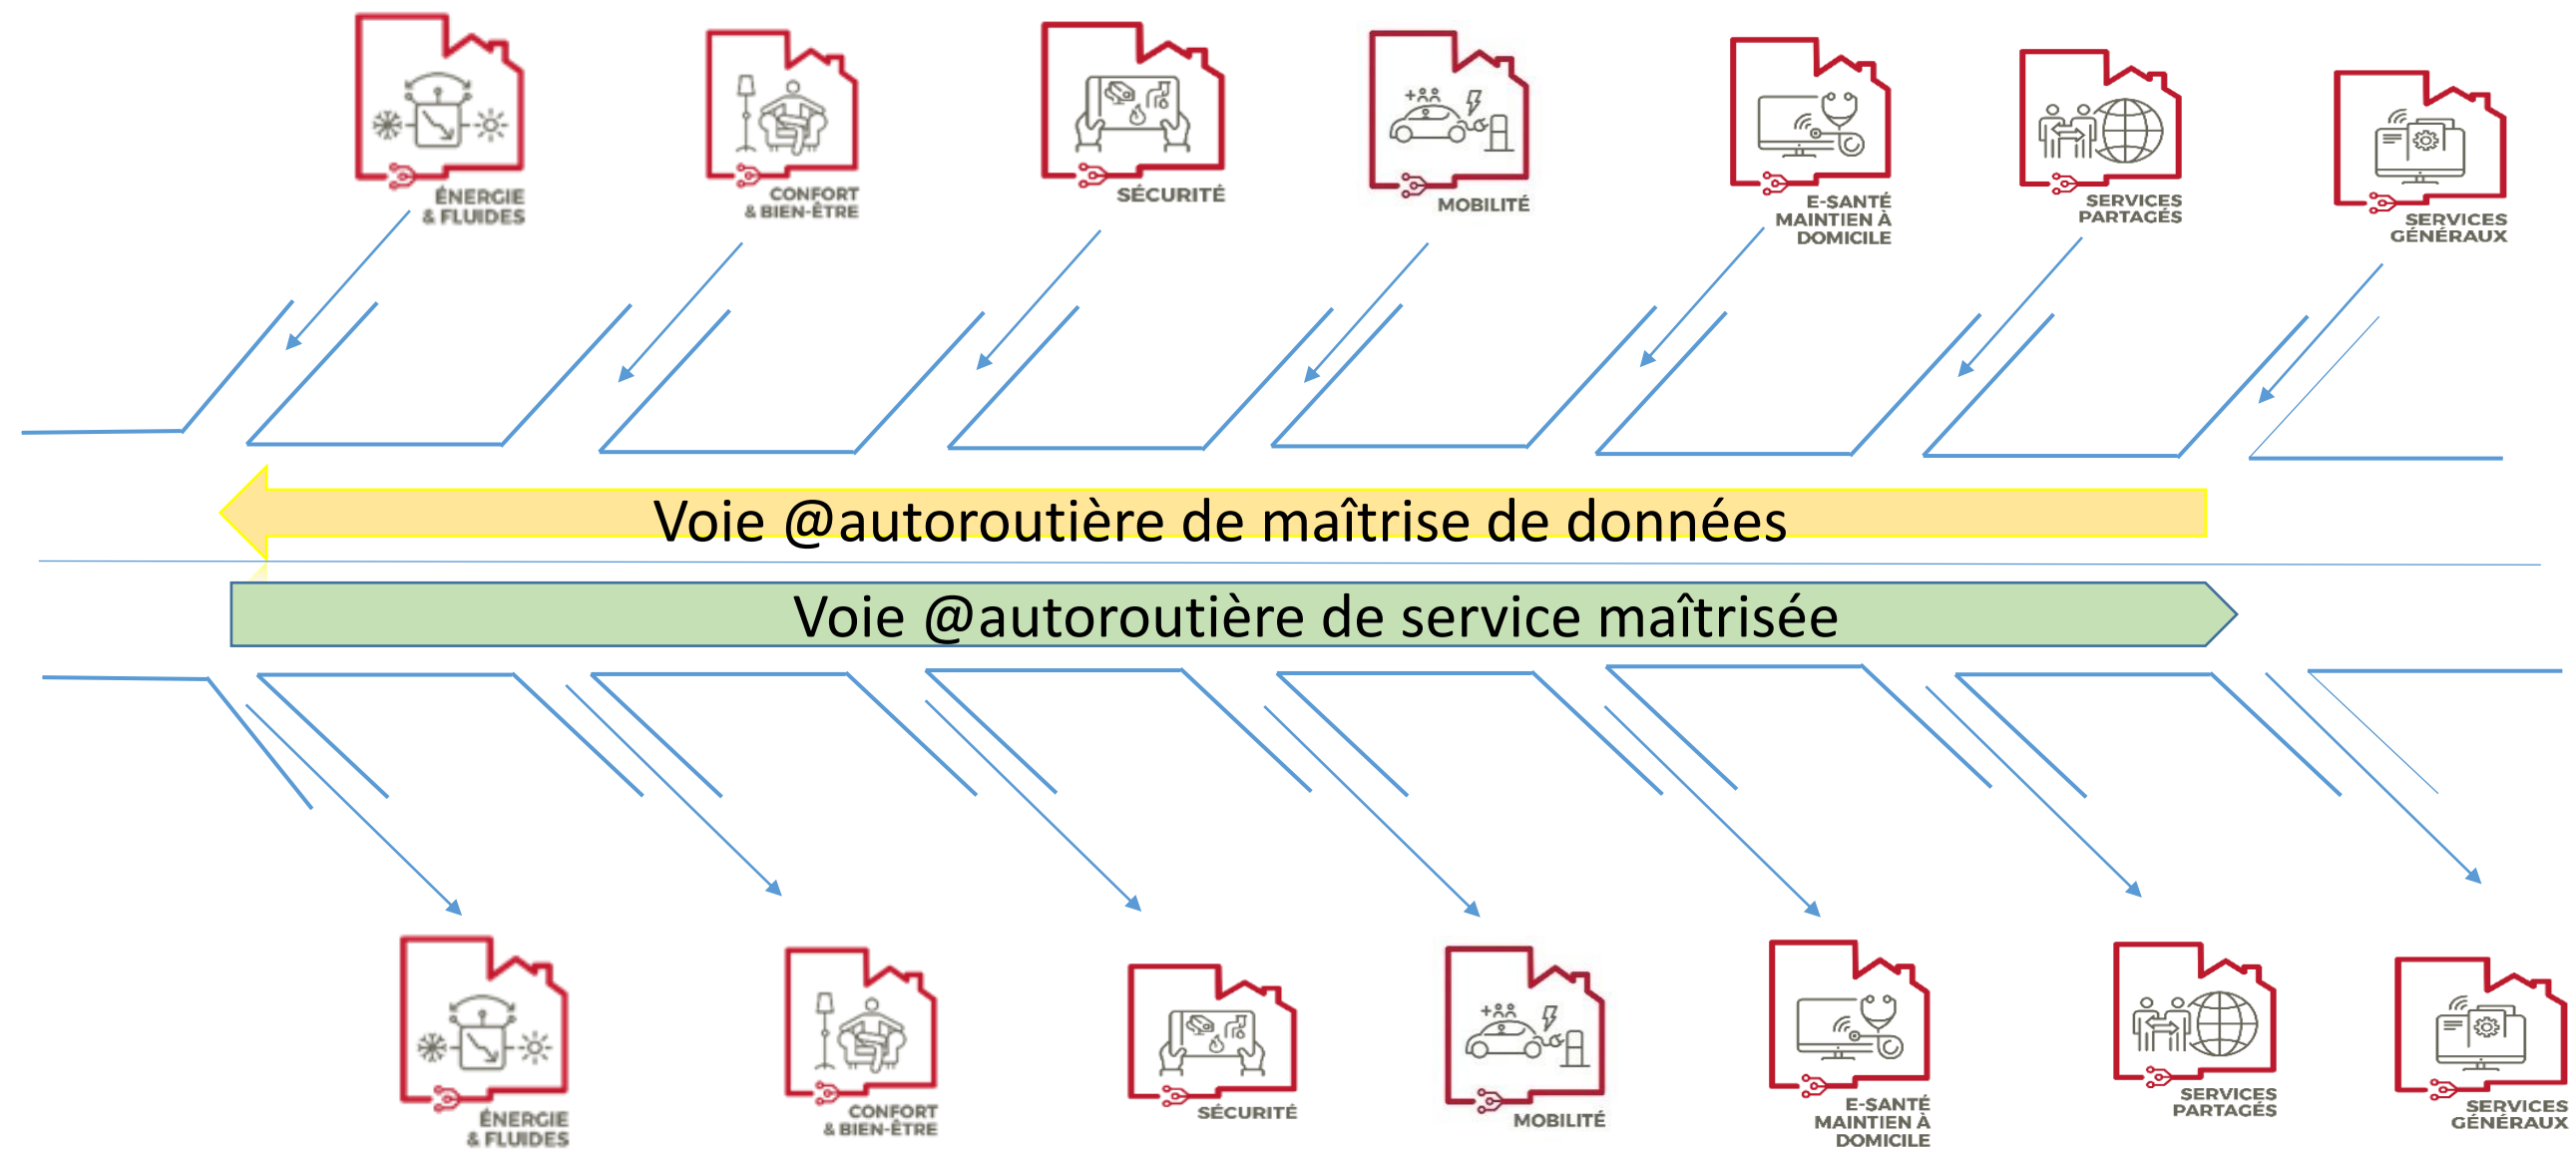 ÉNERGIE
& FLUIDES
CONFORT
& BIEN-ÊTRE
SÉCURITÉ
MOBILITÉ
E-SANTÉ
MAINTIEN À
DOMICILE
SERVICES
PARTAGÉS
SERVICES
GÉNÉRAUX
Voie @autoroutière de maîtrise de données
Voie @autoroutière de service maîtrisée
ÉNERGIE
& FLUIDES
CONFORT
& BIEN-ÊTRE
SÉCURITÉ
MOBILITÉ
E-SANTÉ
MAINTIEN À
DOMICILE
SERVICES
PARTAGÉS
SERVICES
GÉNÉRAUX